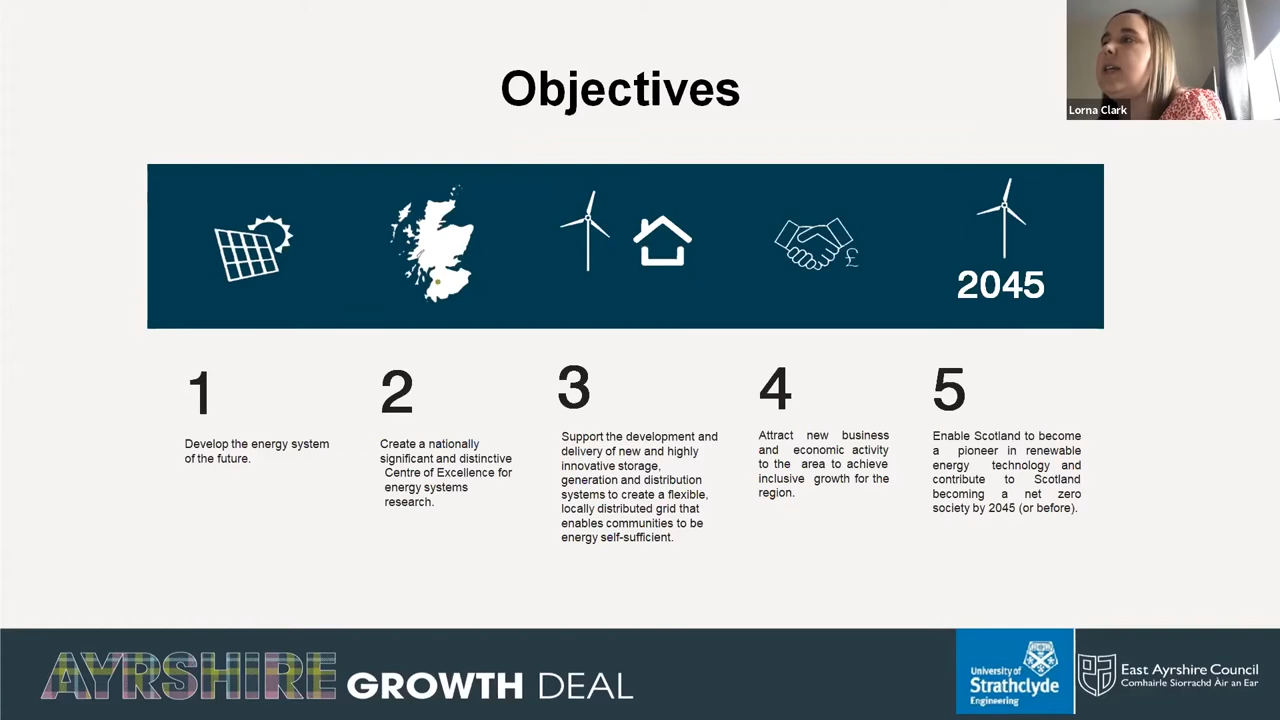 Objectives
Lorna Clark
£
2045
1
Develop the energy system
of the future.
2
Create a nationally
significant and distinctive
Centre of Excellence for
energy systems
research.
3
Support the development and
delivery of new and highly
innovative storage,
generation and distribution
systems to create a flexible,
locally distributed grid that
enables communities to be
energy self-sufficient.
4
Attract new business
and economic activity
to the area to achieve
inclusive growth for the
region.
5
Enable Scotland to become
a pioneer in renewable
energy technology and
contribute to Scotland
becoming a net zero
society by 2045 (or before).
AYRSHIRE GROWTH DEAL
University of
Strathclyde
Engineering
East Ayrshire Council
Comhairle Siorrachd Àir an Ear